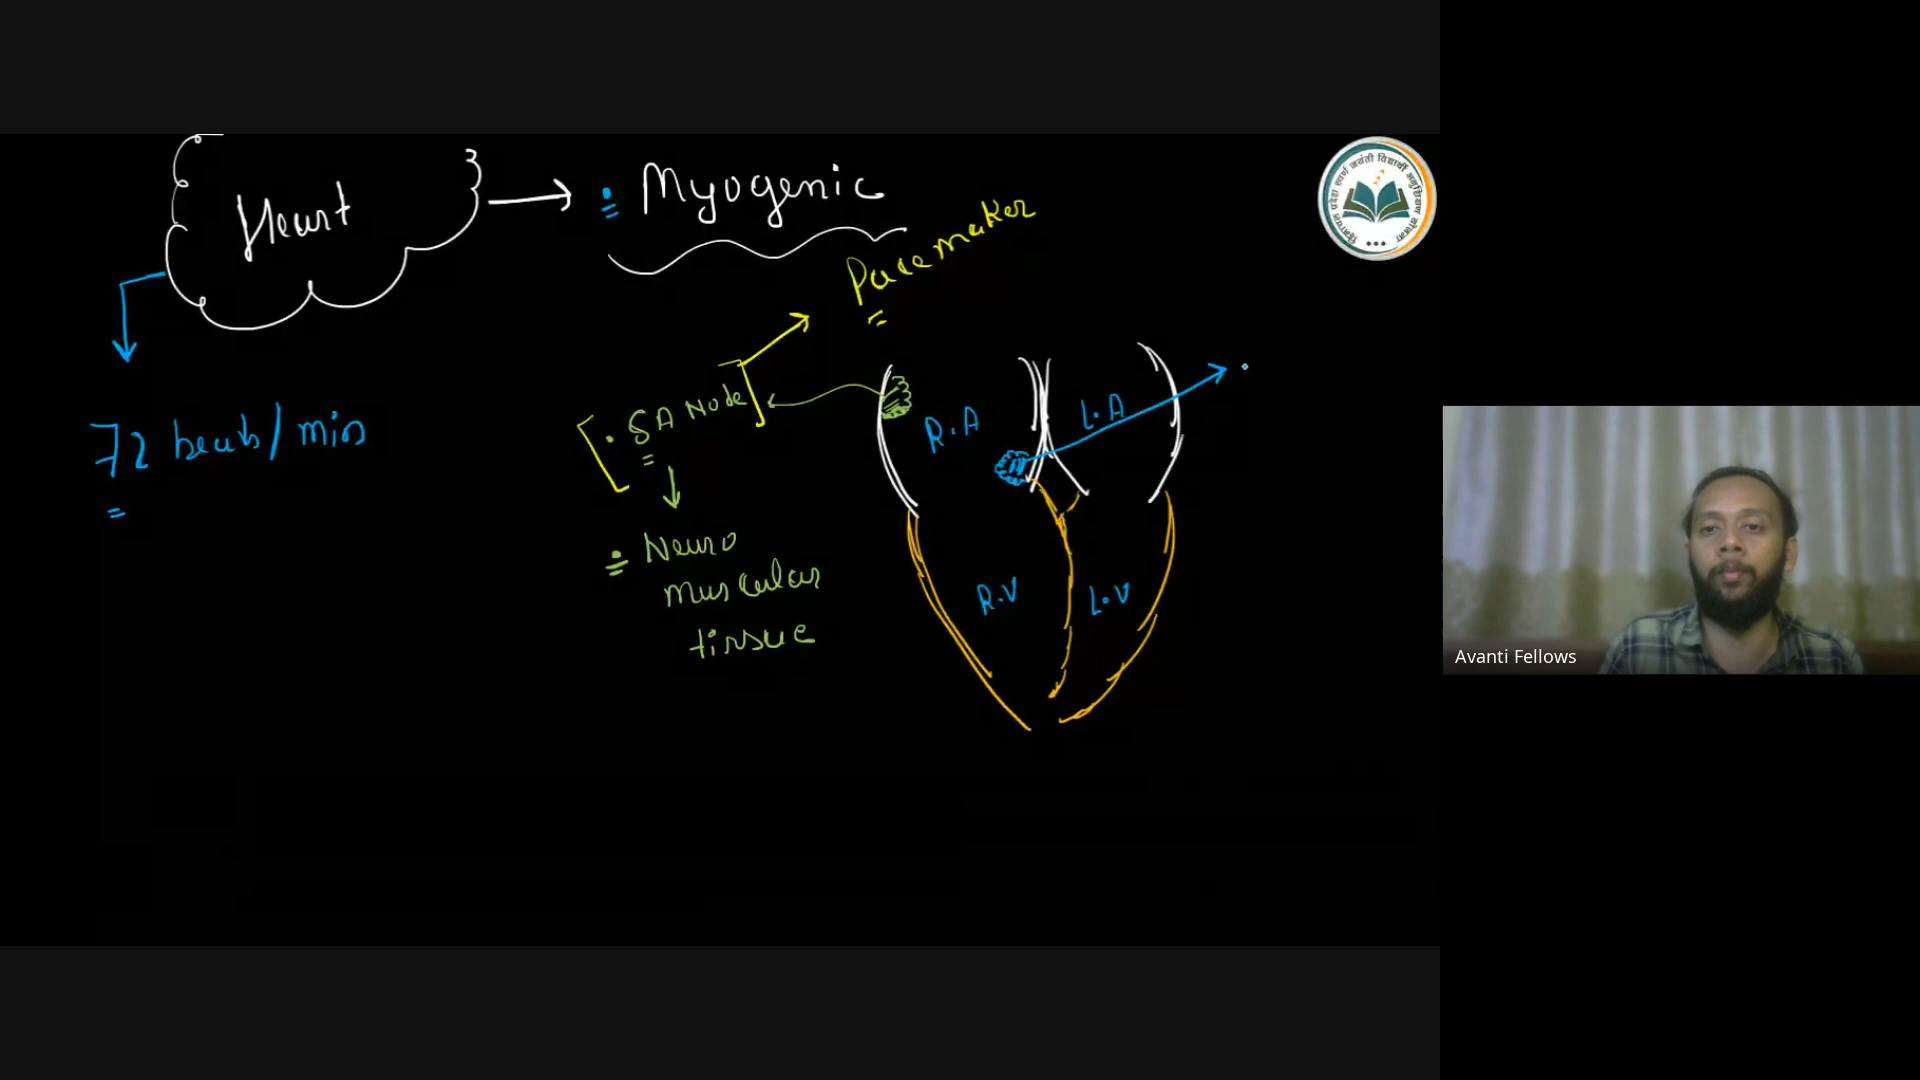 Heart
Myogenic
Pacemaker
72 beats/min
SA Node
Neuro
muscular
tissue
R.A
L.A
R.V
L.V
Avanti Fellows